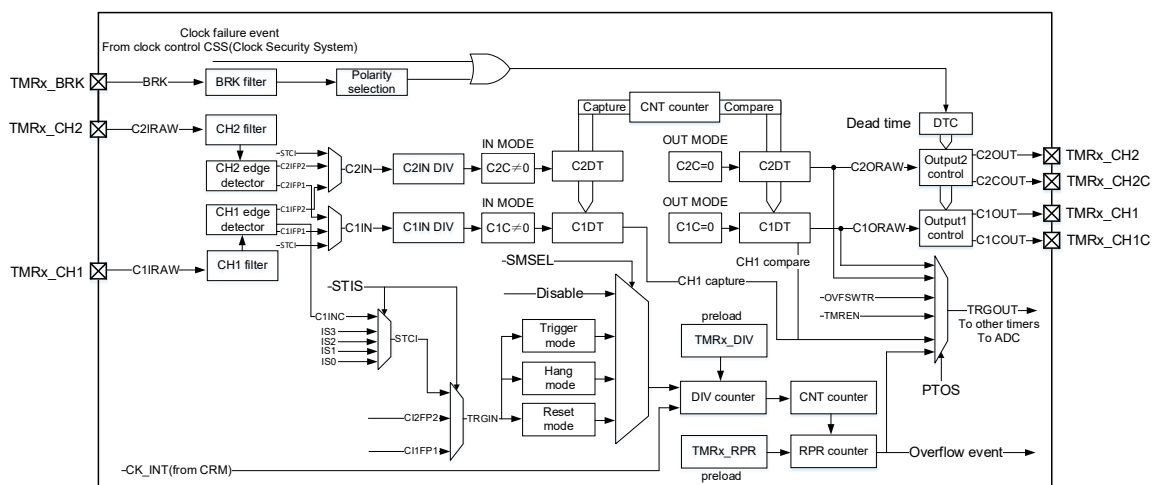 Clock failure event
From clock control CSS(Clock Security System)
TMRx_BRK
BRK
BRK filter
Polarity
selection
Capture
CNT counter
Compare
Dead time
DTC
TMRx_CH2
C2IRAW
CH2 filter
STCI
C2IFP2
C2IFP1
CH2 edge
detector
C2IN
C2IN DIV
IN MODE
C2C≠0
C2DT
OUT MODE
C2C=0
C2DT
C2ORAW
Output2
control
C2OUT
TMRx_CH2
C2COUT
TMRx_CH2C
CH1 edge
detector
C1IFP2
C1IFP1
STCI
C1IN
C1IN DIV
IN MODE
C1C≠0
C1DT
OUT MODE
C1C=0
C1DT
C1ORAW
Output1
control
C1OUT
TMRx_CH1
C1COUT
TMRx_CH1C
TMRx_CH1
C1IRAW
CH1 filter
CH1 compare
SMSEL
CH1 capture
STIS
Disable
C1INC
IS3
IS2
IS1
IS0
STCI
Trigger
mode
Hang
mode
Reset
mode
CI2FP2
CI1FP1
TRGIN
preload
TMRx_DIV
DIV counter
CNT counter
TMRx_RPR
preload
RPR counter
Overflow event
OVFSWTR
TMREN
TRGOUT
To other timers
To ADC
PTOS
CK_INT(from CRM)